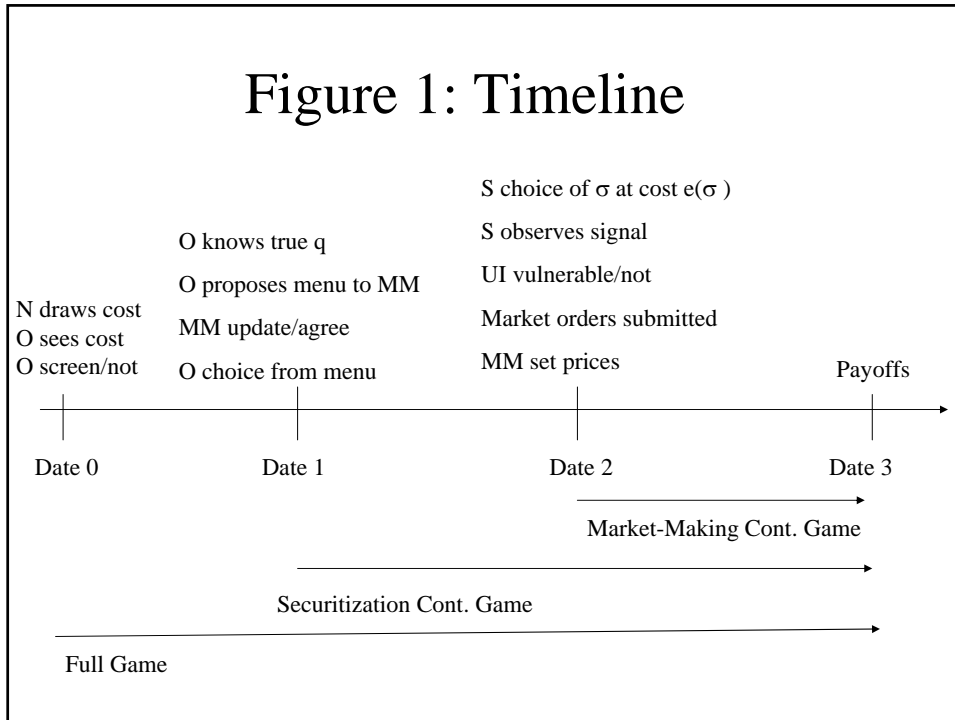 Figure 1: Timeline
N draws cost
O sees cost
O screen/not
O knows true q
O proposes menu to MM
MM update/agree
O choice from menu
S choice of σ at cost e(σ )
S observes signal
UI vulnerable/not
Market orders submitted
MM set prices
Payoffs
Date 0
Date 1
Date 2
Date 3
Market-Making Cont. Game
Securitization Cont. Game
Full Game